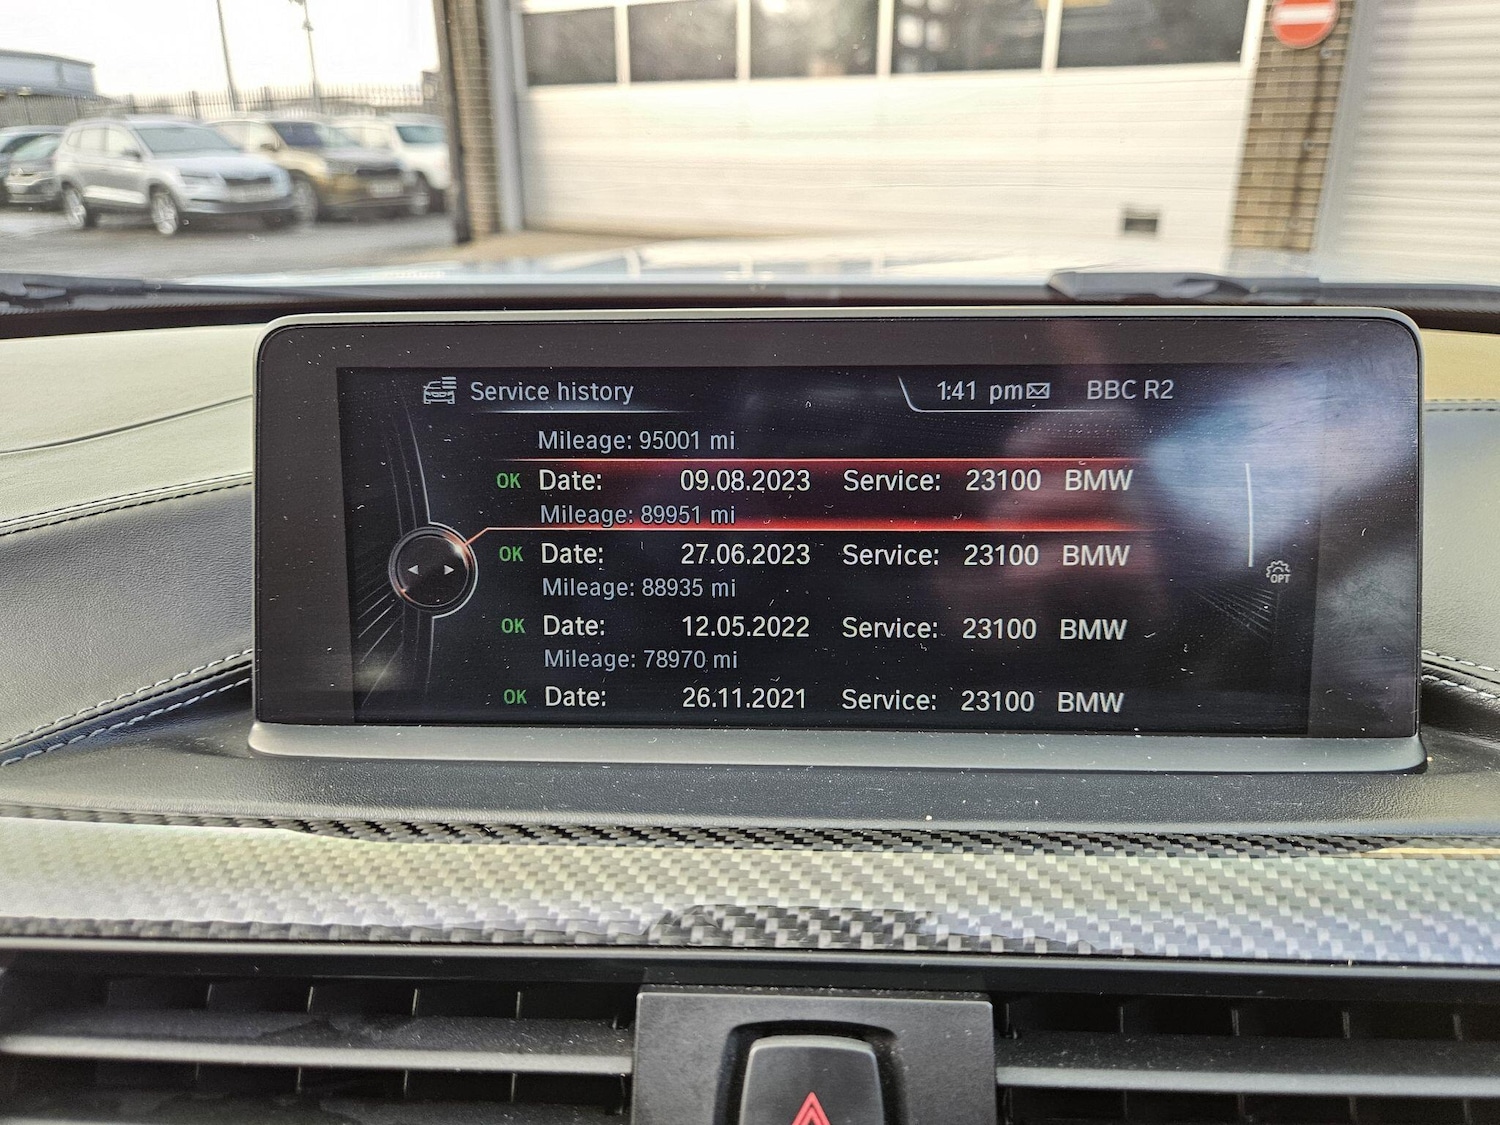 Service history 1:41 pm BBC R2
Mileage: 95001 mi
OK Date: 09.08.2023 Service: 23100 BMW
Mileage: 89951 mi
OK Date: 27.06.2023 Service: 23100 BMW
Mileage: 88935 mi
OPT
OK Date: 12.05.2022 Service: 23100 BMW
Mileage: 78970 mi
OK Date: 26.11.2021 Service: 23100 BMW